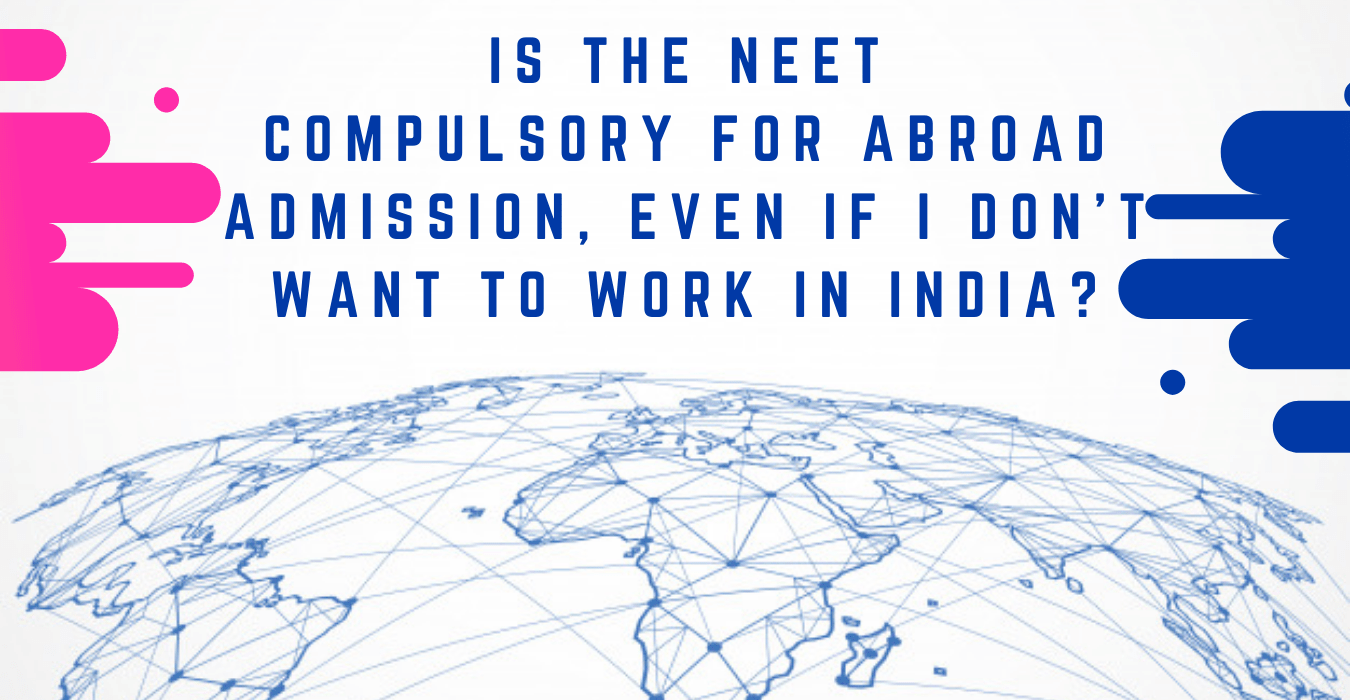 IS THE NEET
COMPULSORY FOR ABROAD
ADMISSION, EVEN IF I DON'T
WANT TO WORK IN INDIA?